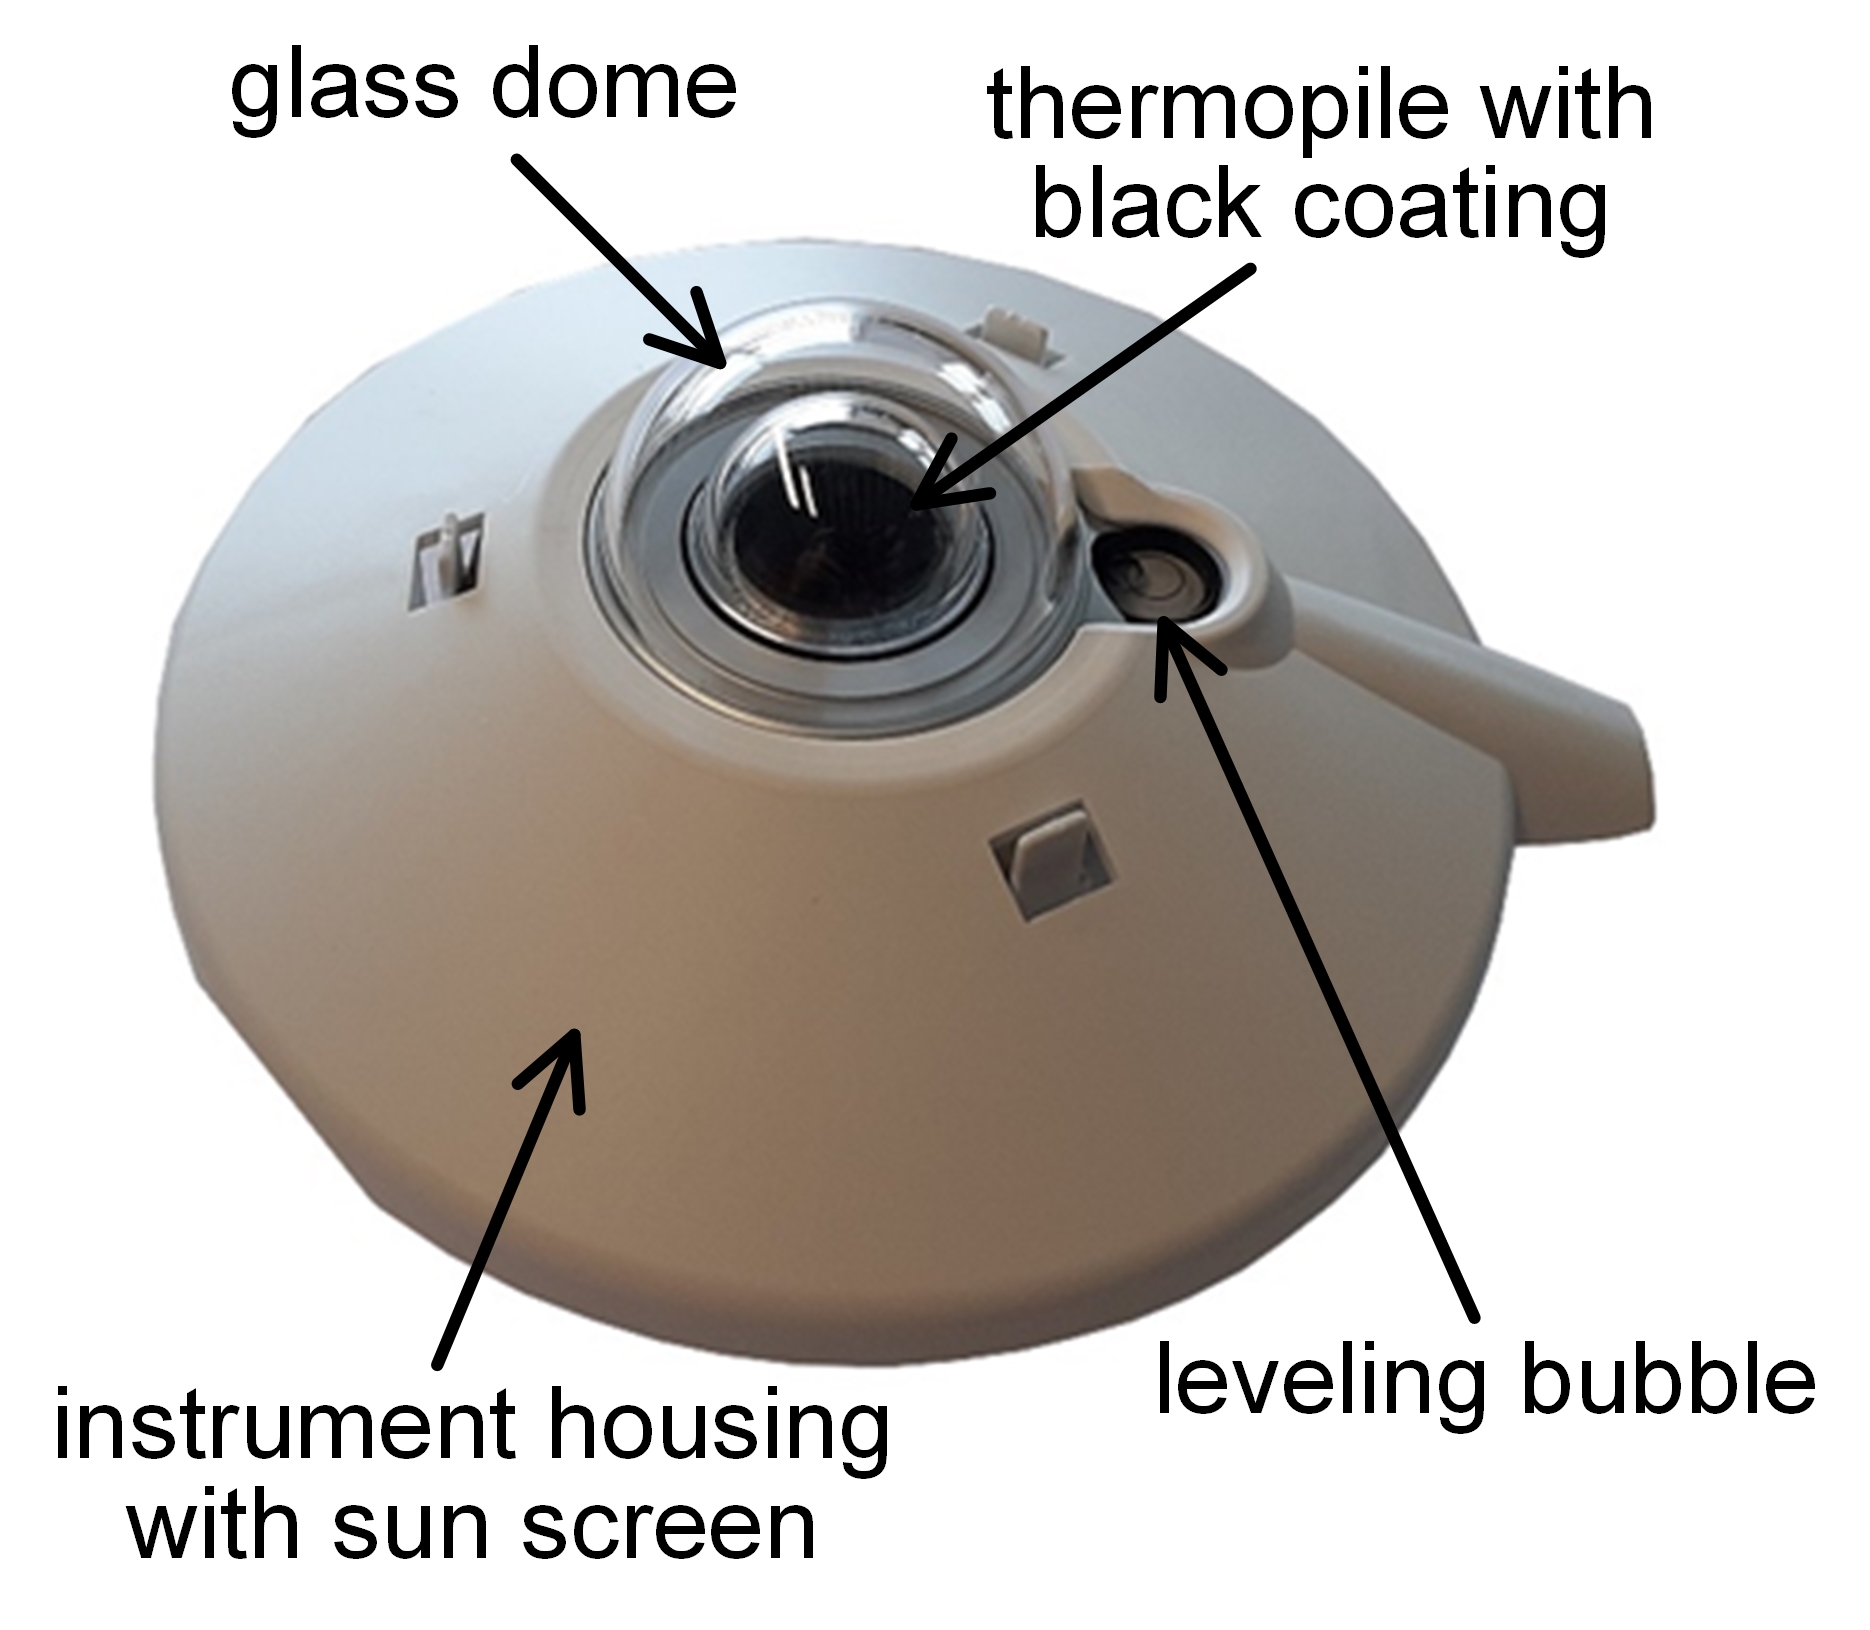 glass dome
thermopile with
black coating
leveling bubble
instrument housing
with sun screen